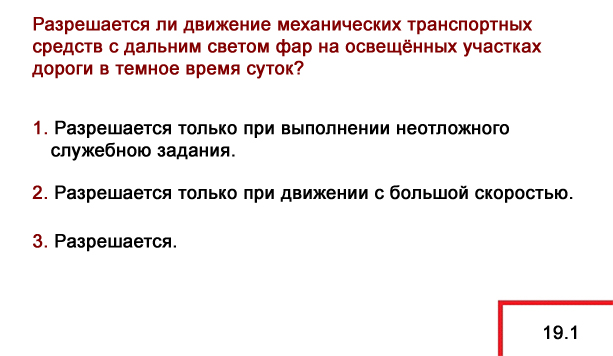 Разрешается ли движение механических транспортных
средств с дальним светом фар на освещённых участках
дороги в темное время суток?
1. Разрешается только при выполнении неотложного
служебною задания.
2. Разрешается только при движении с большой скоростью.
3. Разрешается.
19.1